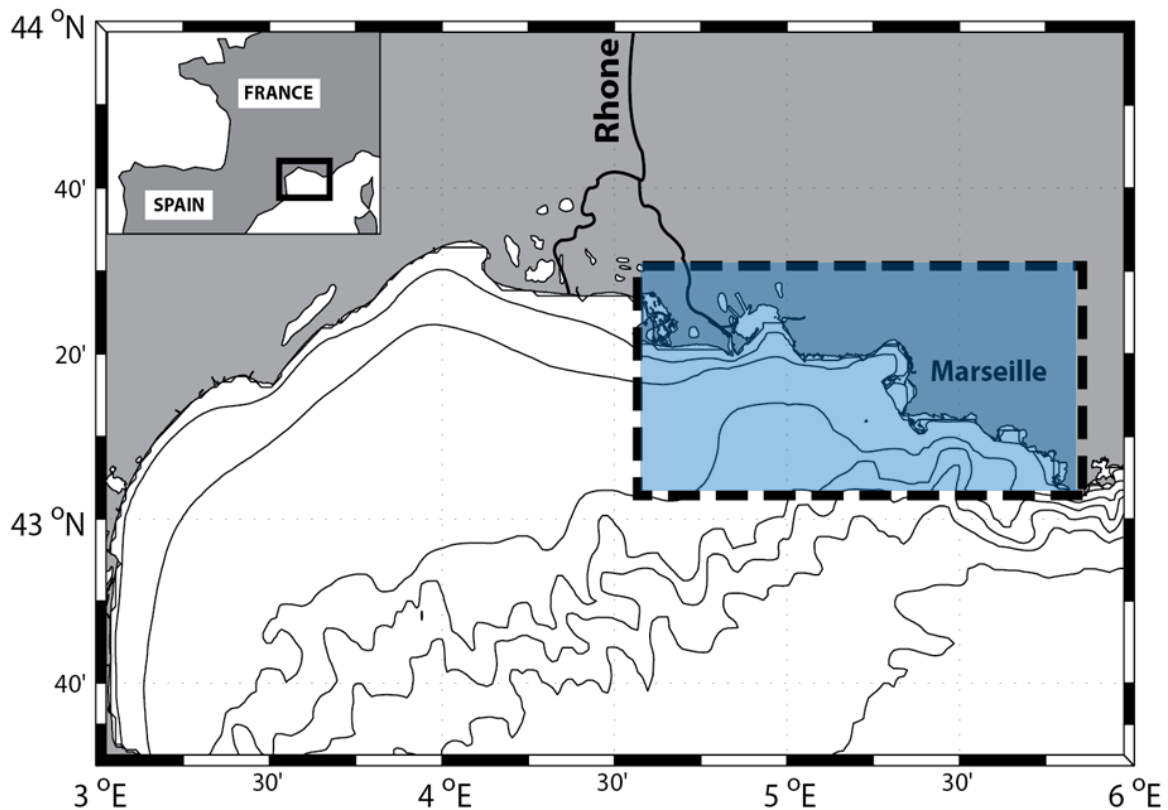 44 °N
Rhone
FRANCE
SPAIN
40'
20'
Marseille
43 °N
40'
3 °E
30'
4 °E
30'
5 °E
30'
6 °E